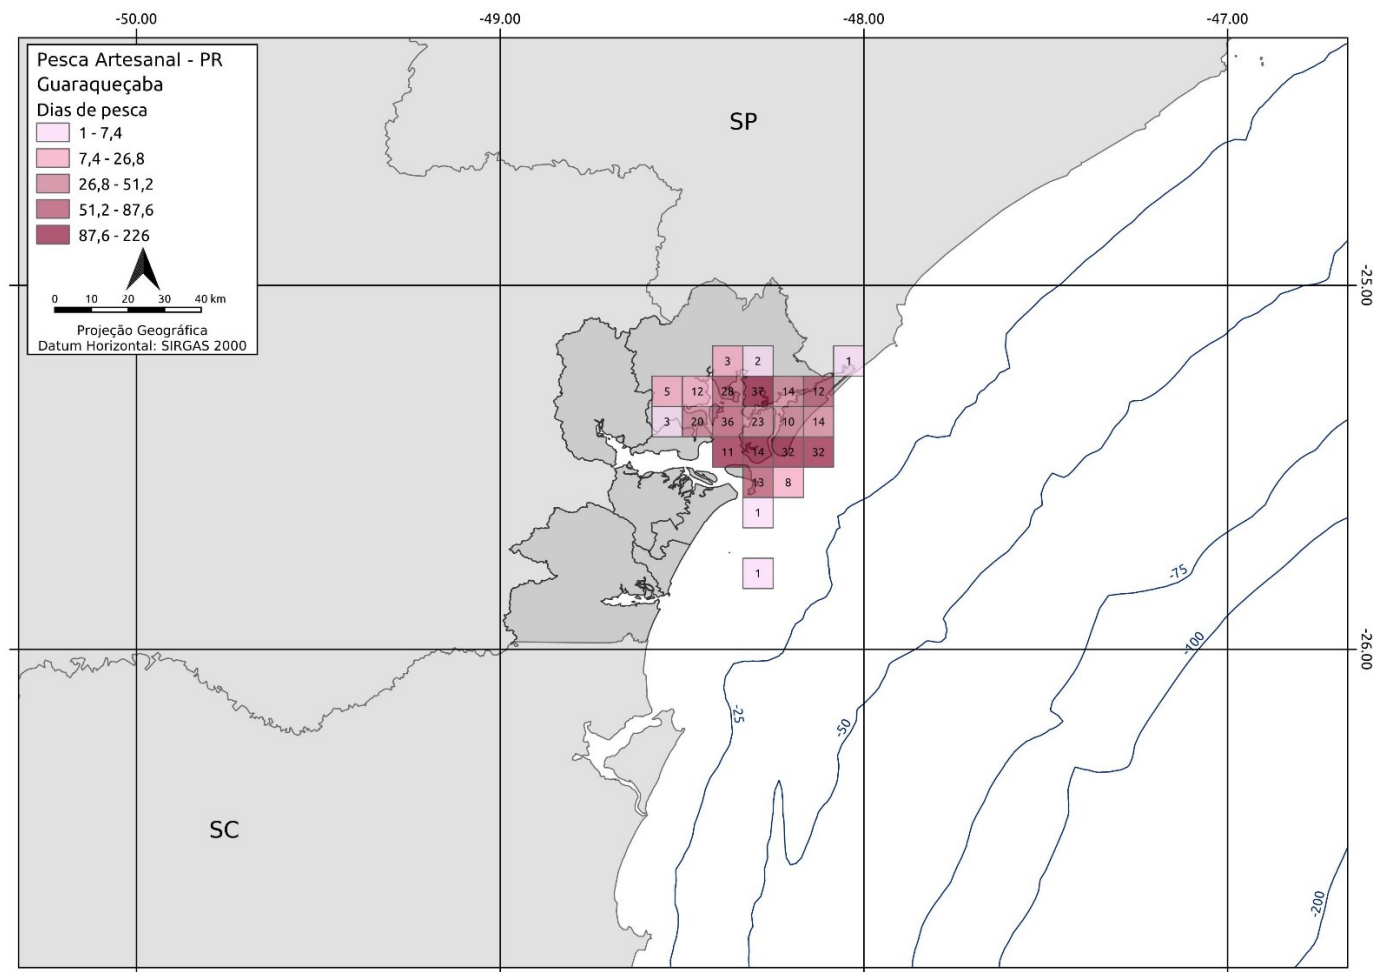 -50.00 -49.00 -48.00 -47.00
Pesca Artesanal - PR
Guaraqueçaba
Dias de pesca
1 - 7,4
7,4 - 26,8
26,8 - 51,2
51,2 - 87,6
87,6 - 226
0 10 20 30 40 km
Projeção Geográfica
Datum Horizontal: SIRGAS 2000
SP
-25.00
3 2 1
5 12 28 37 14 12
3 20 36 23 10 14
11 14 32 32
13 8
1
1
-75
-100
-26.00
-25
-50
SC
-200